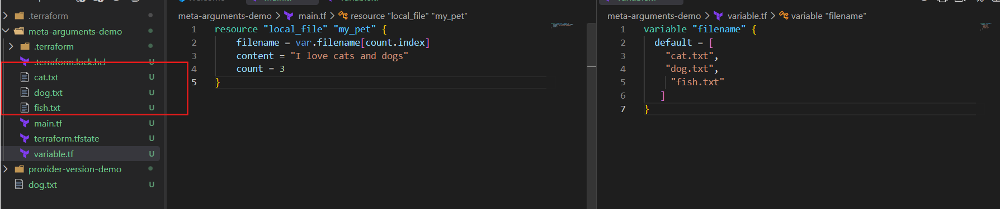 .terraform
meta-arguments-demo
.terraform
.terraform.lock.hcl U
cat.txt U
dog.txt U
fish.txt U
main.tf U
terraform.tfstate U
variable.tf U
provider-version-demo
dog.txt U
meta-arguments-demo > main.tf > resource "local_file" "my_pet"
1 resource "local_file" "my_pet" {
2 filename = var.filename[count.index]
3 content = "I love cats and dogs"
4 count = 3
5 }
meta-arguments-demo > variable.tf > variable "filename"
1 variable "filename" {
2 default = [
3 "cat.txt",
4 "dog.txt",
5 "fish.txt"
6 ]
7 }